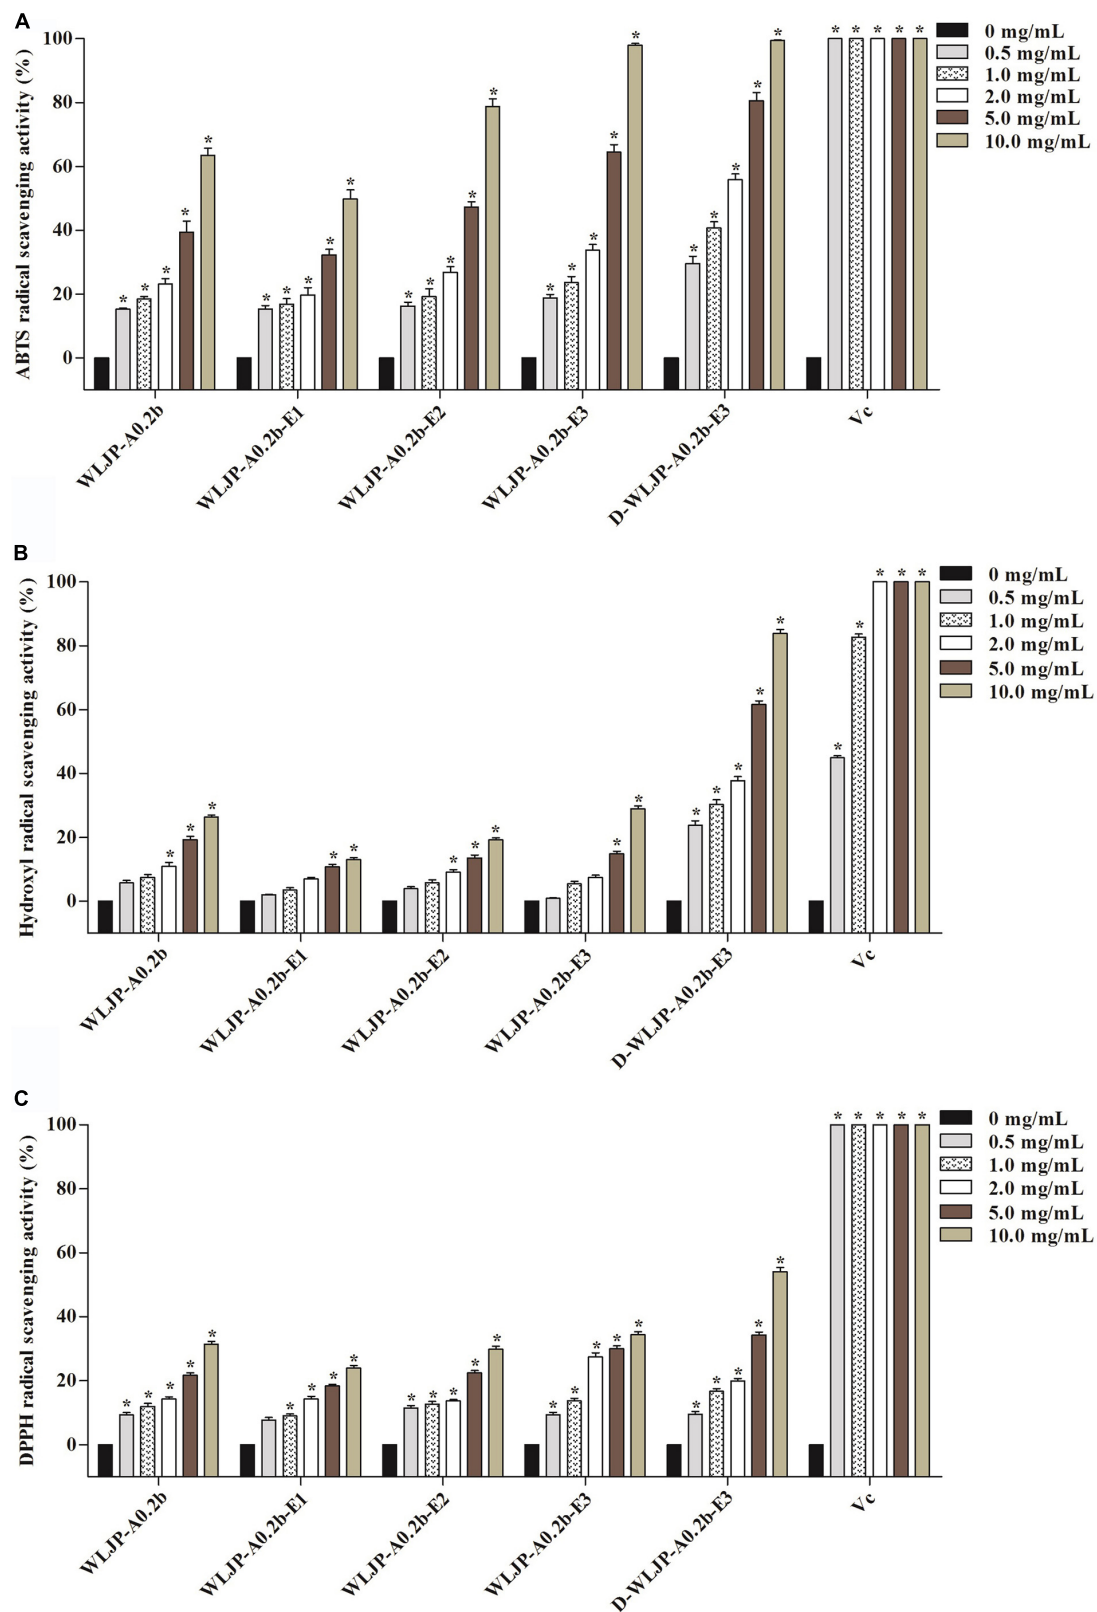 A
ABTS radical scavenging activity (%)
100
80
60
40
20
0
* * * * *
* * * * *
* * * * *
* * * * *
* * * * *
* * * * *
WLJP-A0.2b
WLJP-A0.2b-E1
WLJP-A0.2b-E2
WLJP-A0.2b-E3
D-WLJP-A0.2b-E3
Vc
0 mg/mL
0.5 mg/mL
1.0 mg/mL
2.0 mg/mL
5.0 mg/mL
10.0 mg/mL
B
Hydroxyl radical scavenging activity (%)
100
80
60
40
20
0
* * *
* *
* * *
* *
* * * * *
* * * * *
WLJP-A0.2b
WLJP-A0.2b-E1
WLJP-A0.2b-E2
WLJP-A0.2b-E3
D-WLJP-A0.2b-E3
Vc
0 mg/mL
0.5 mg/mL
1.0 mg/mL
2.0 mg/mL
5.0 mg/mL
10.0 mg/mL
C
DPPH radical scavenging activity (%)
100
80
60
40
20
0
* * * * *
* * * *
* * * * *
* * * * *
* * * * *
* * * * *
WLJP-A0.2b
WLJP-A0.2b-E1
WLJP-A0.2b-E2
WLJP-A0.2b-E3
D-WLJP-A0.2b-E3
Vc
0 mg/mL
0.5 mg/mL
1.0 mg/mL
2.0 mg/mL
5.0 mg/mL
10.0 mg/mL